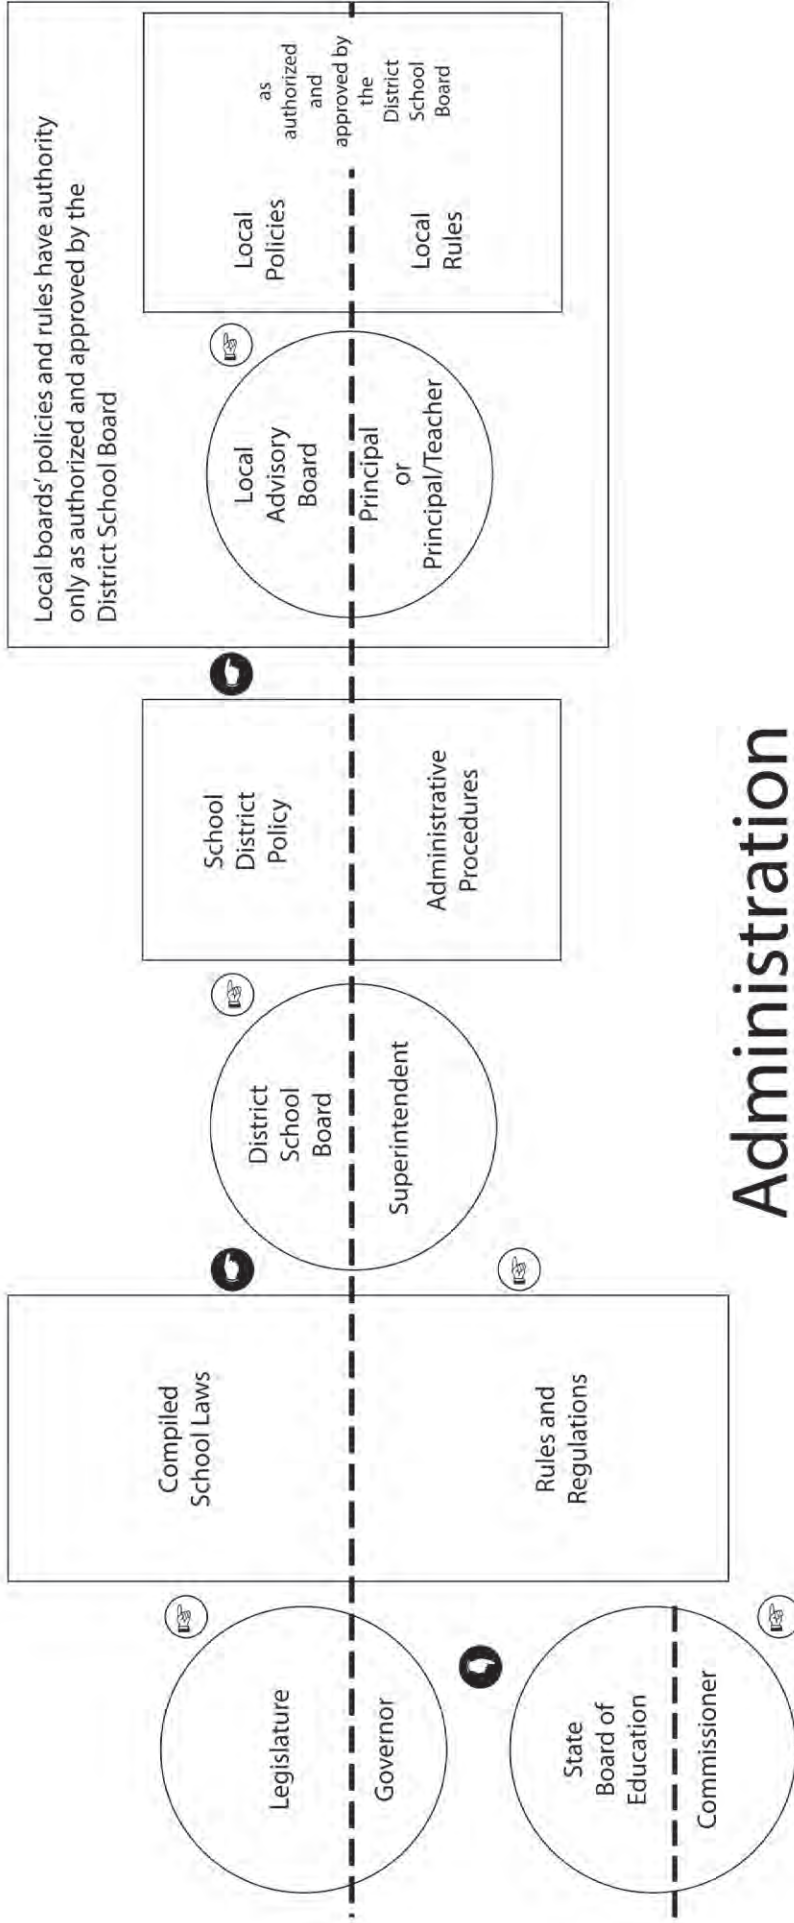 Legislature
Governor
State
Board of
Education
Commissioner
Compiled
School Laws
Rules and
Regulations
District
School
Board
Superintendent
School
District
Policy
Administrative
Procedures
Local boards’ policies and rules have authority
only as authorized and approved by the
District School Board
Local
Advisory
Board
Principal
or
Principal/Teacher
Local
Policies
Local
Rules
as
authorized
and
approved by
the
District
School
Board
Administration